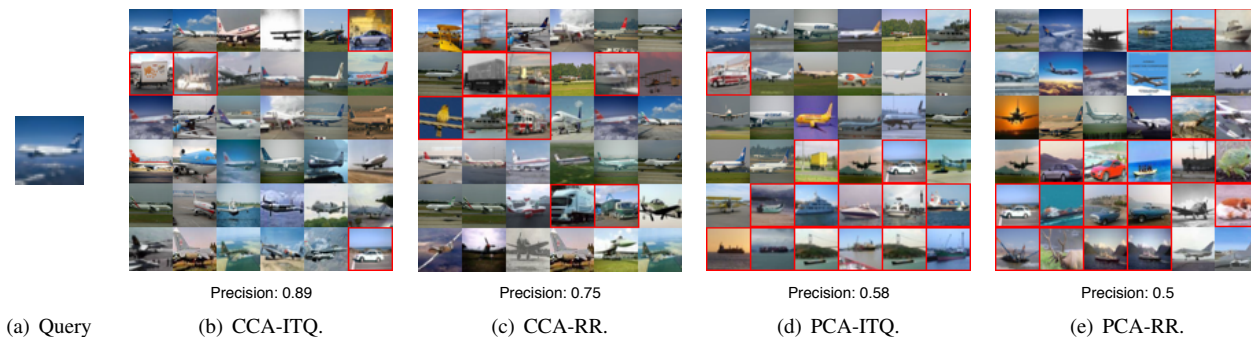 Precision: 0.89
Precision: 0.75
Precision: 0.58
Precision: 0.5
(a) Query
(b) CCA-ITQ.
(c) CCA-RR.
(d) PCA-ITQ.
(e) PCA-RR.